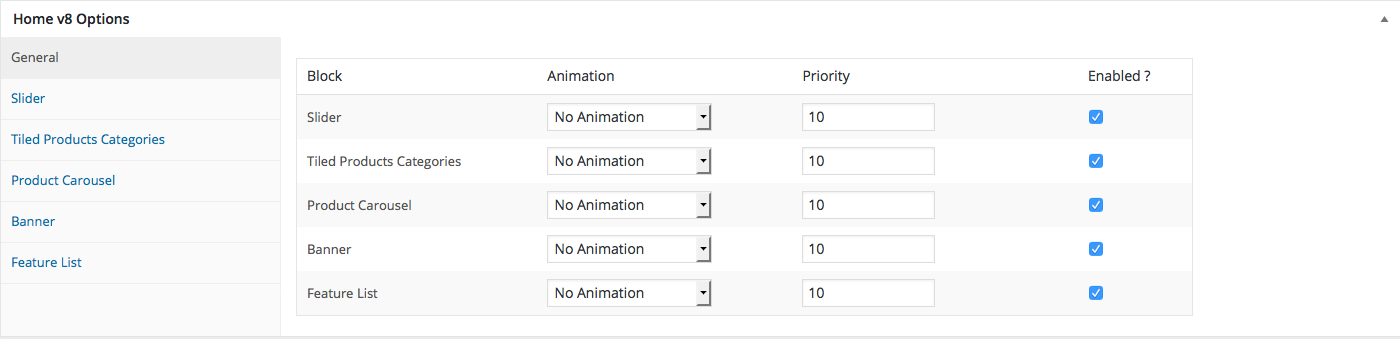 Home v8 Options
General
Slider
Tiled Products Categories
Product Carousel
Banner
Feature List
Block Animation Priority Enabled ?
Slider No Animation 10
Tiled Products Categories No Animation 10
Product Carousel No Animation 10
Banner No Animation 10
Feature List No Animation 10